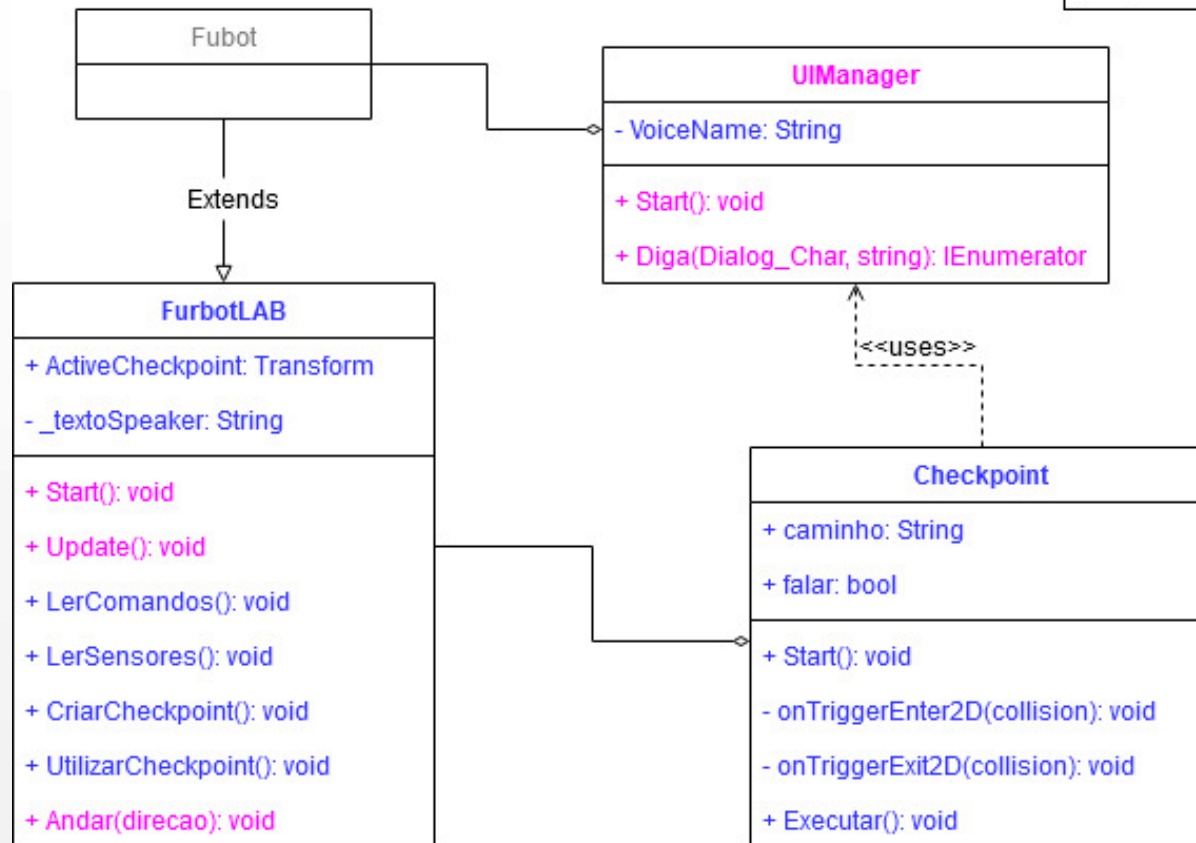 Fubot
Extends
UIManager
- VoiceName: String
+ Start(): void
+ Diga(Dialog_Char, string): IEnumerator
<<uses>>
FurbotLAB
+ ActiveCheckpoint: Transform
- _textoSpeaker: String
+ Start(): void
+ Update(): void
+ LerComandos(): void
+ LerSensores(): void
+ CriarCheckpoint(): void
+ UtilizarCheckpoint(): void
+ Andar(direcao): void
Checkpoint
+ caminho: String
+ falar: bool
+ Start(): void
- onTriggerEnter2D(collision): void
- onTriggerExit2D(collision): void
+ Executar(): void